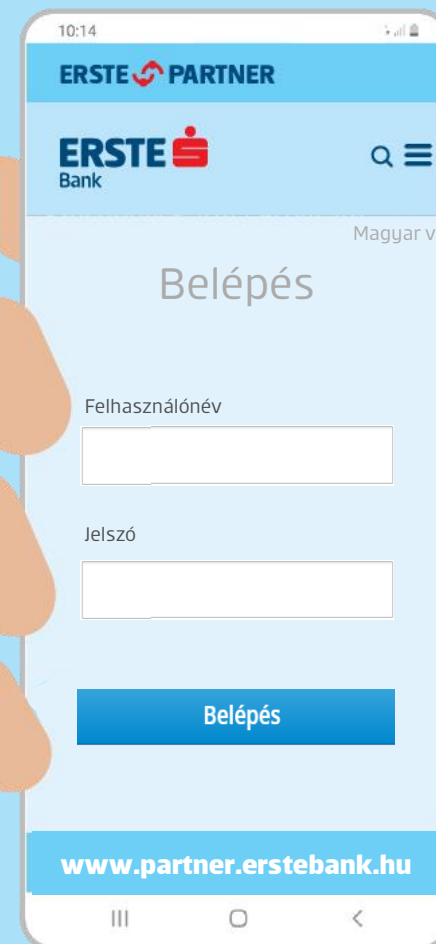 10:14
ERSTE PARTNER
ERSTE
Bank
Magyar v
Belépés
Felhasználónév
Jelszó
Belépés
www.partner.erstebank.hu